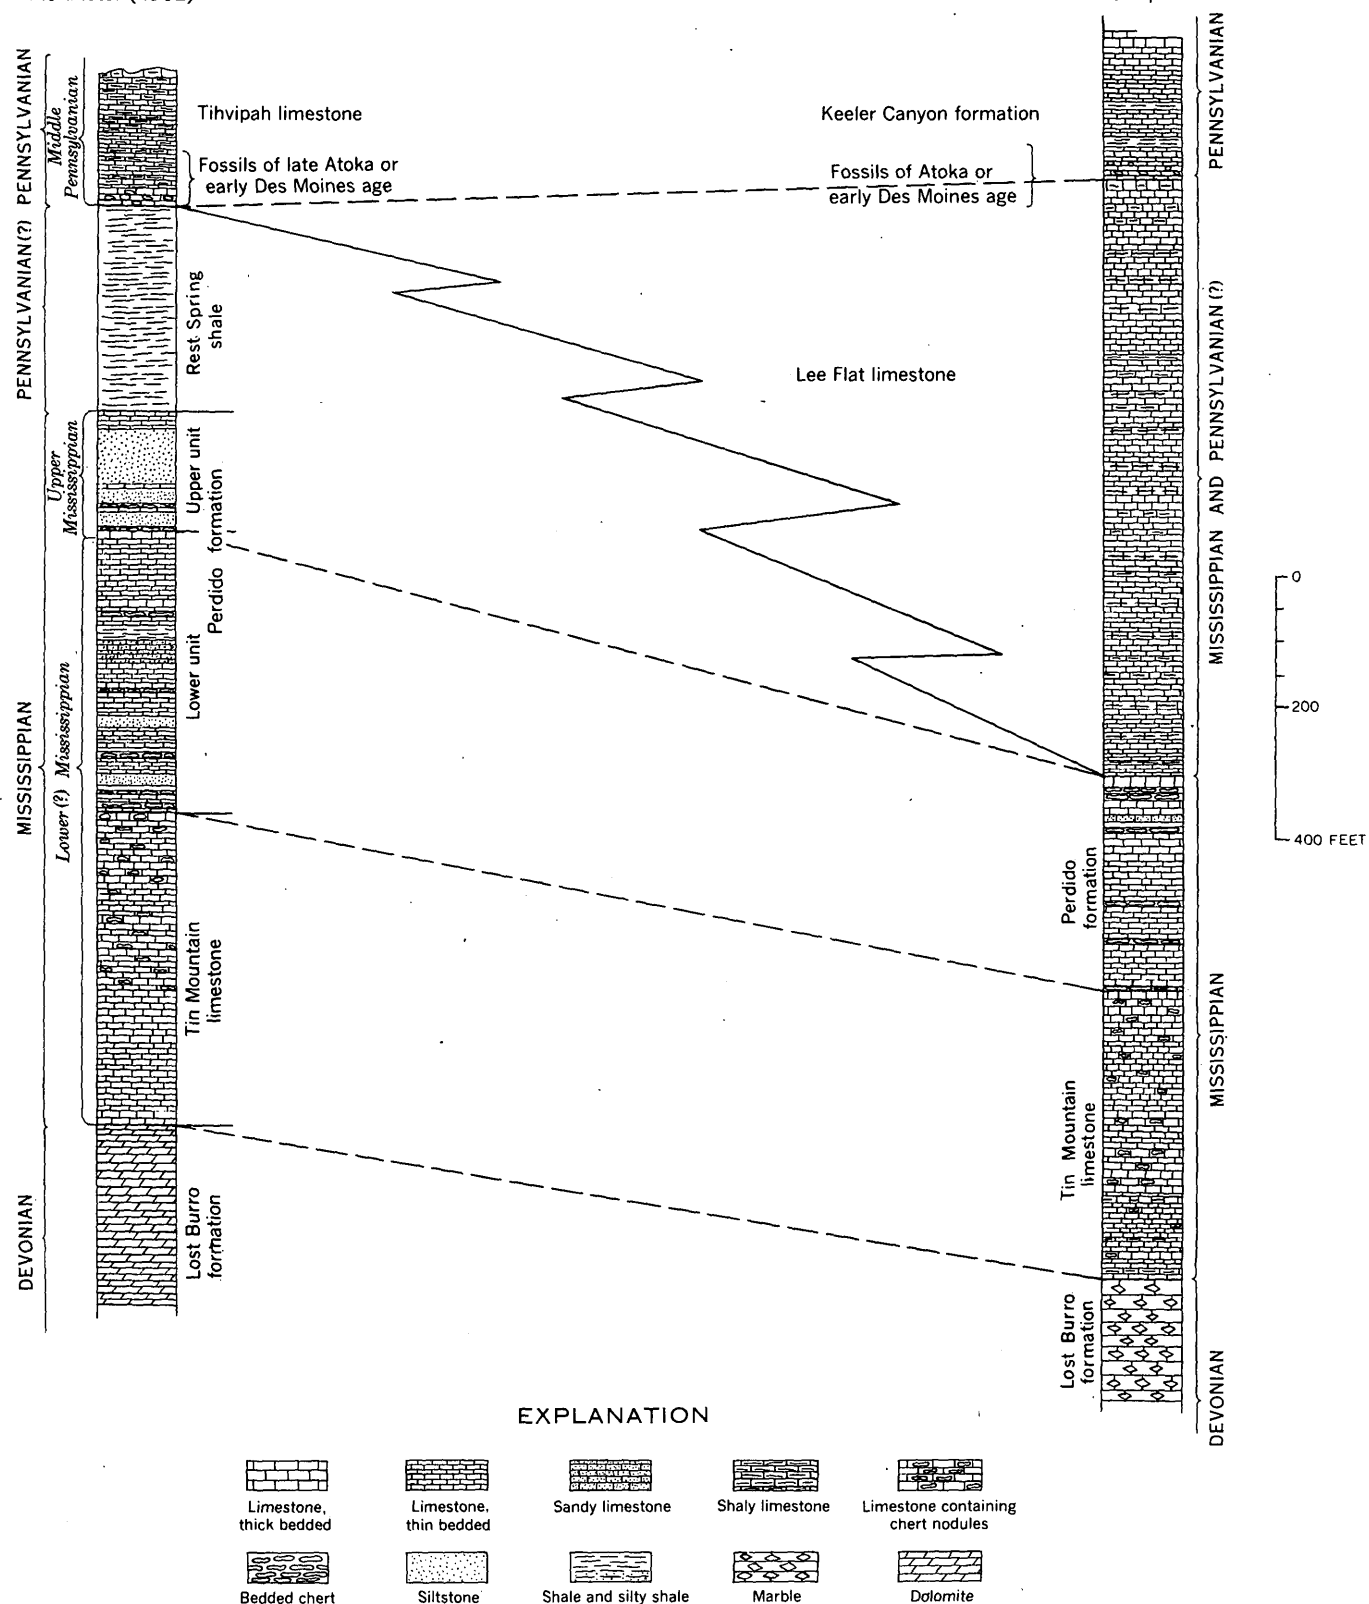 Tihvipah limestone
Fossils of late Atoka or
early Des Moines age
Keeler Canyon formation
Fossils of Atoka or
early Des Moines age
PENNSYLVANIAN
Middle
Pennsylvanian
PENNSYLVANIAN(?)
Rest Spring
shale
Lee Flat limestone
Upper
Mississippian
Upper unit
Perdido formation
Lower unit
MISSISSIPPIAN
Lower (?) Mississippian
Tin Mountain
limestone
DEVONIAN
Lost Burro
formation
PENNSYLVANIAN
MISSISSIPPIAN AND PENNSYLVANIAN(?)
0
200
400 FEET
Perdido
formation
MISSISSIPPIAN
Tin Mountain
limestone
Lost Burro
formation
DEVONIAN
EXPLANATION
Limestone,
thick bedded
Limestone,
thin bedded
Sandy limestone
Shaly limestone
Limestone containing
chert nodules
Bedded chert
Siltstone
Shale and silty shale
Marble
Dolomite